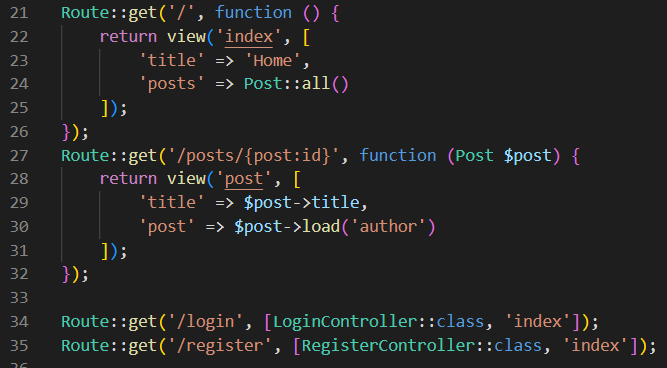 21 Route::get('/', function () {
22     return view('index', [
23         'title' => 'Home',
24         'posts' => Post::all()
25     ]);
26 });
27 Route::get('/posts/{post:id}', function (Post $post) {
28     return view('post', [
29         'title' => $post->title,
30         'post' => $post->load('author')
31     ]);
32 });
33
34 Route::get('/login', [LoginController::class, 'index']);
35 Route::get('/register', [RegisterController::class, 'index']);